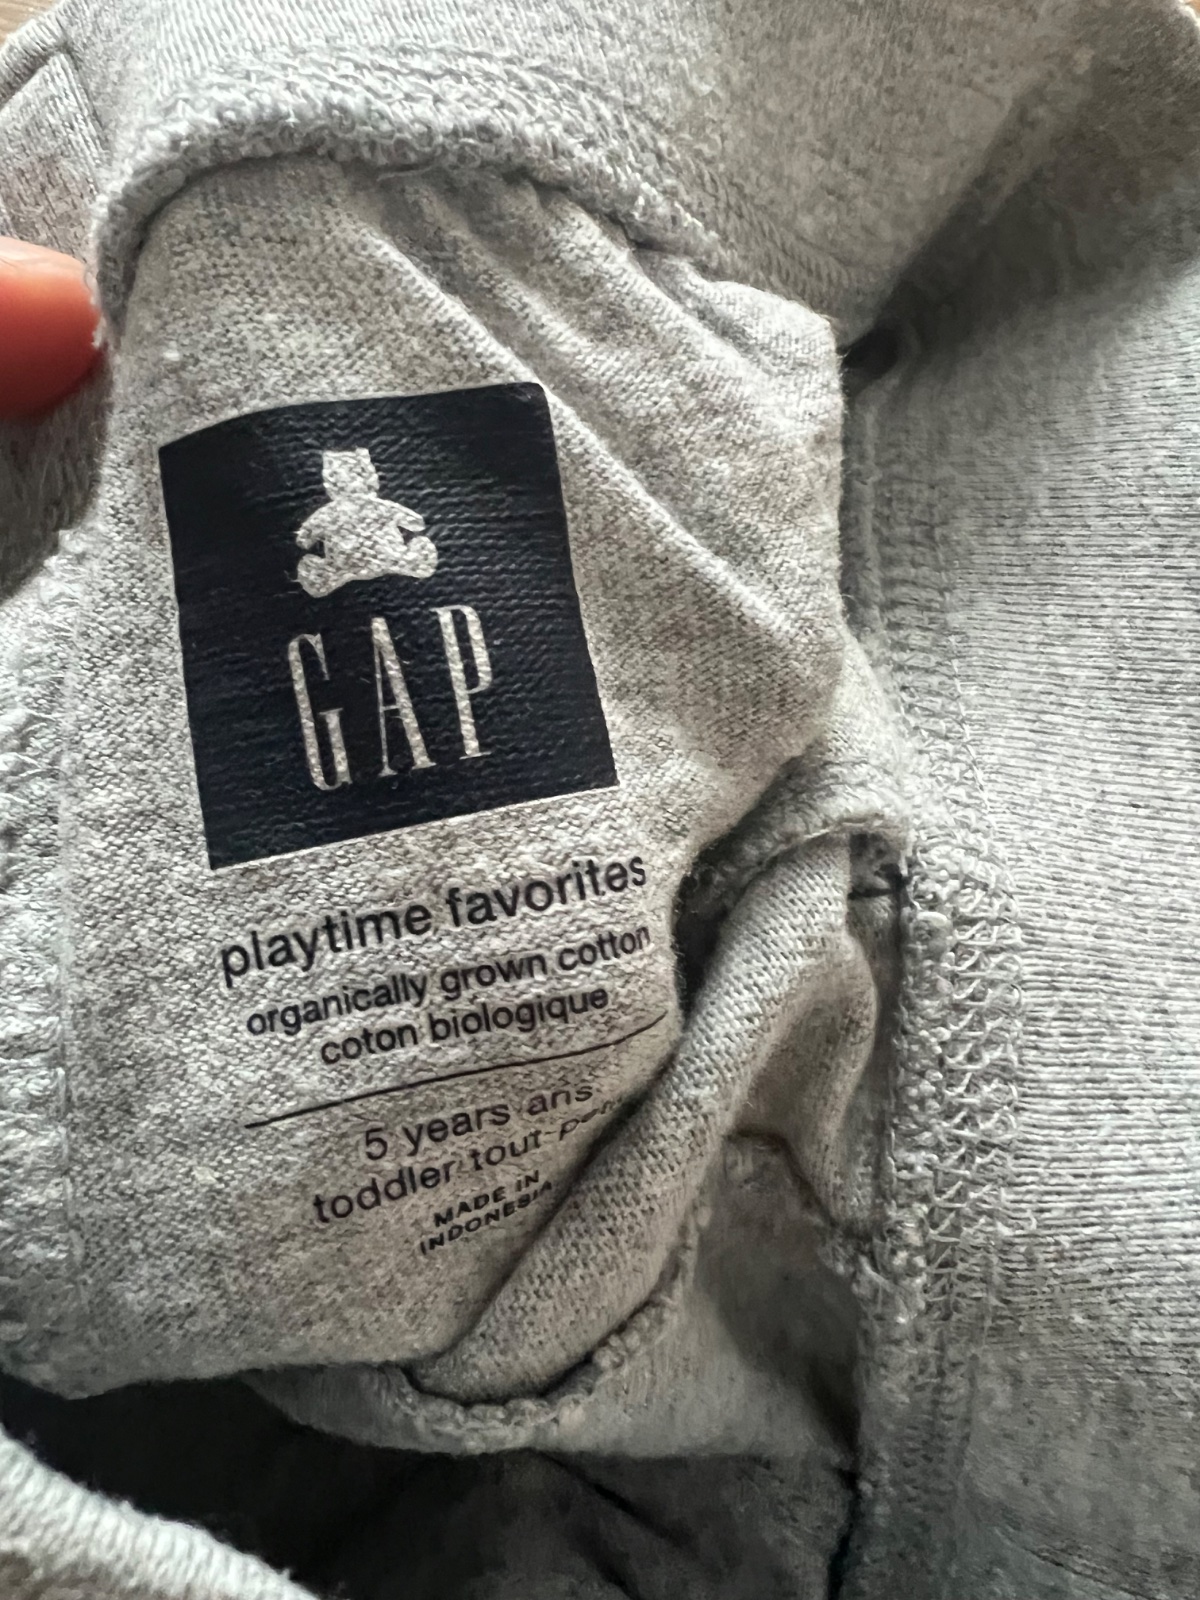 GAP
playtime favorites
organically grown cotton
coton biologique
5 years ans
toddler
MADE IN
INDONESIA